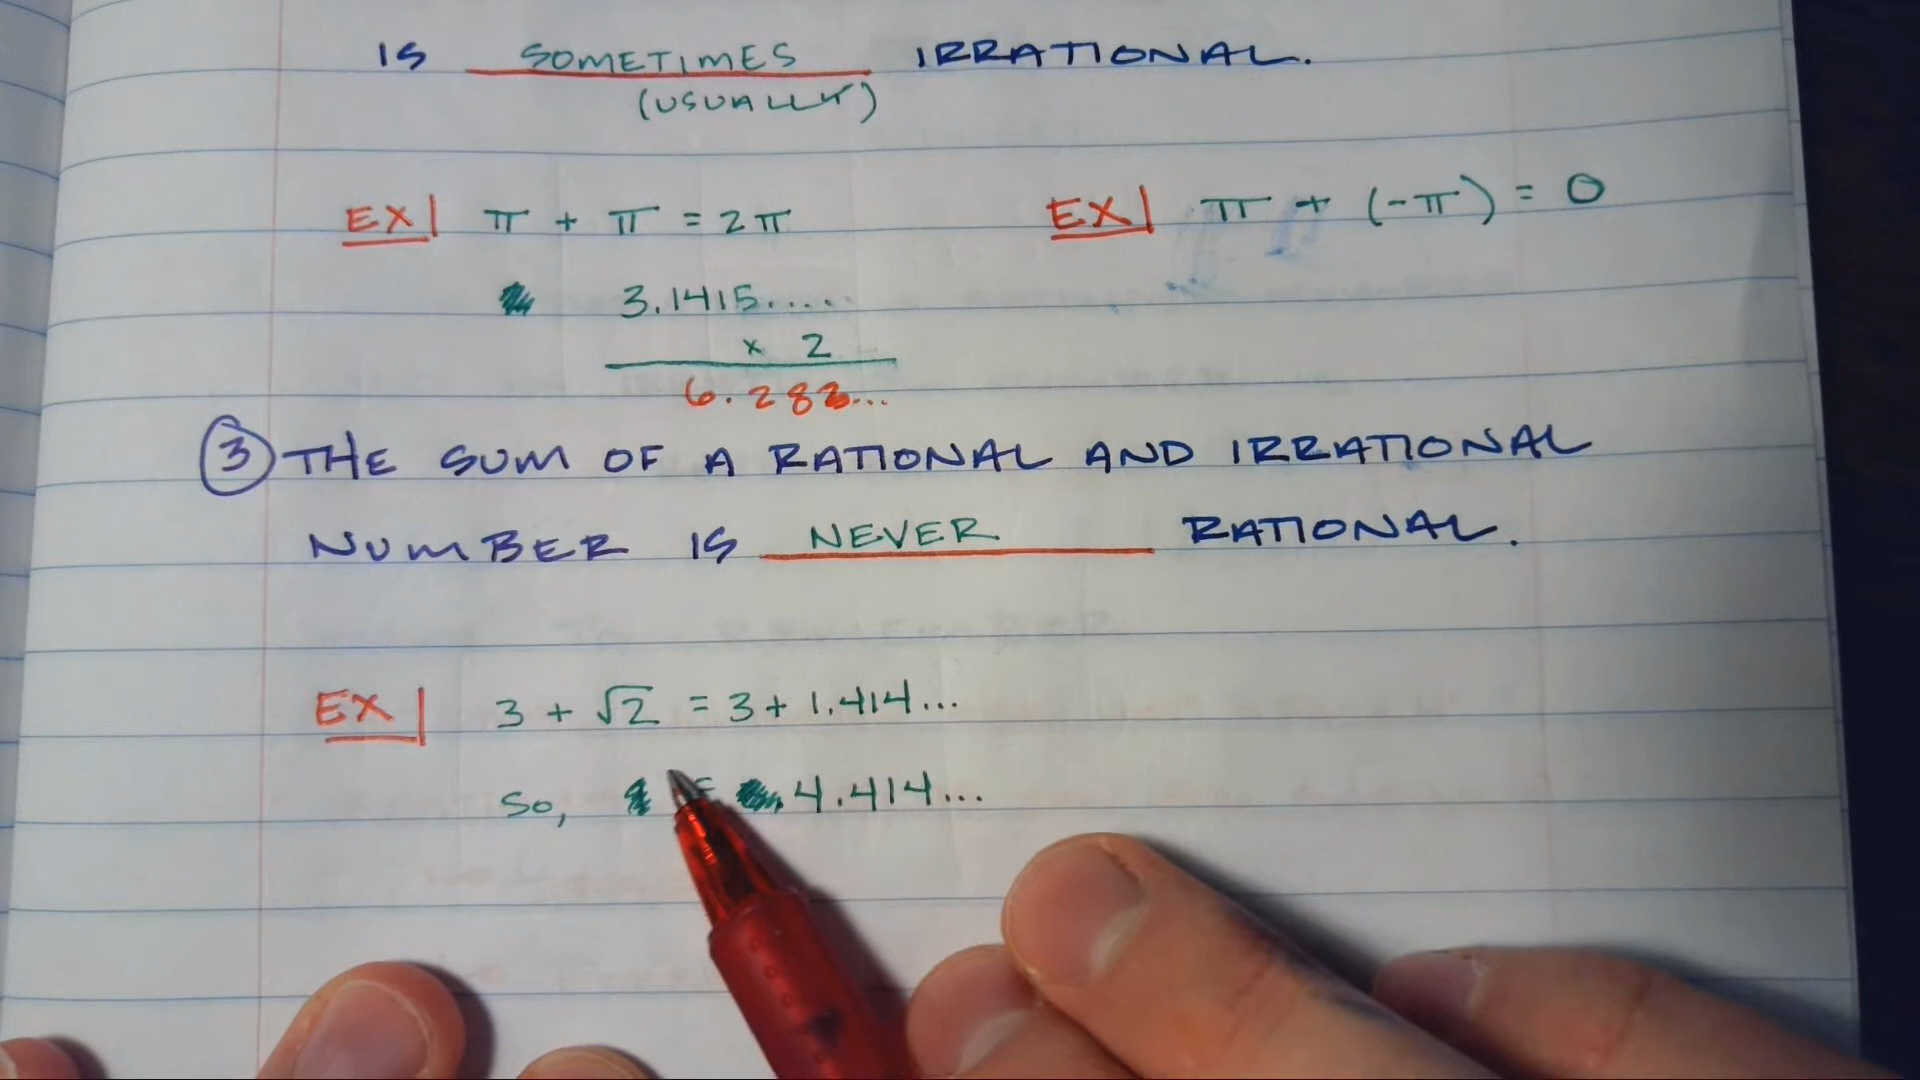 IS SOMETIMES IRRATIONAL.
(USUALLY)
EX| π + π = 2π
EX| π + (-π) = 0
3.1415.....
x 2
6.283...
③ THE SUM OF A RATIONAL AND IRRATIONAL
NUMBER IS NEVER RATIONAL.
EX| 3 + √2 = 3 + 1.414...
So, = 4.414...